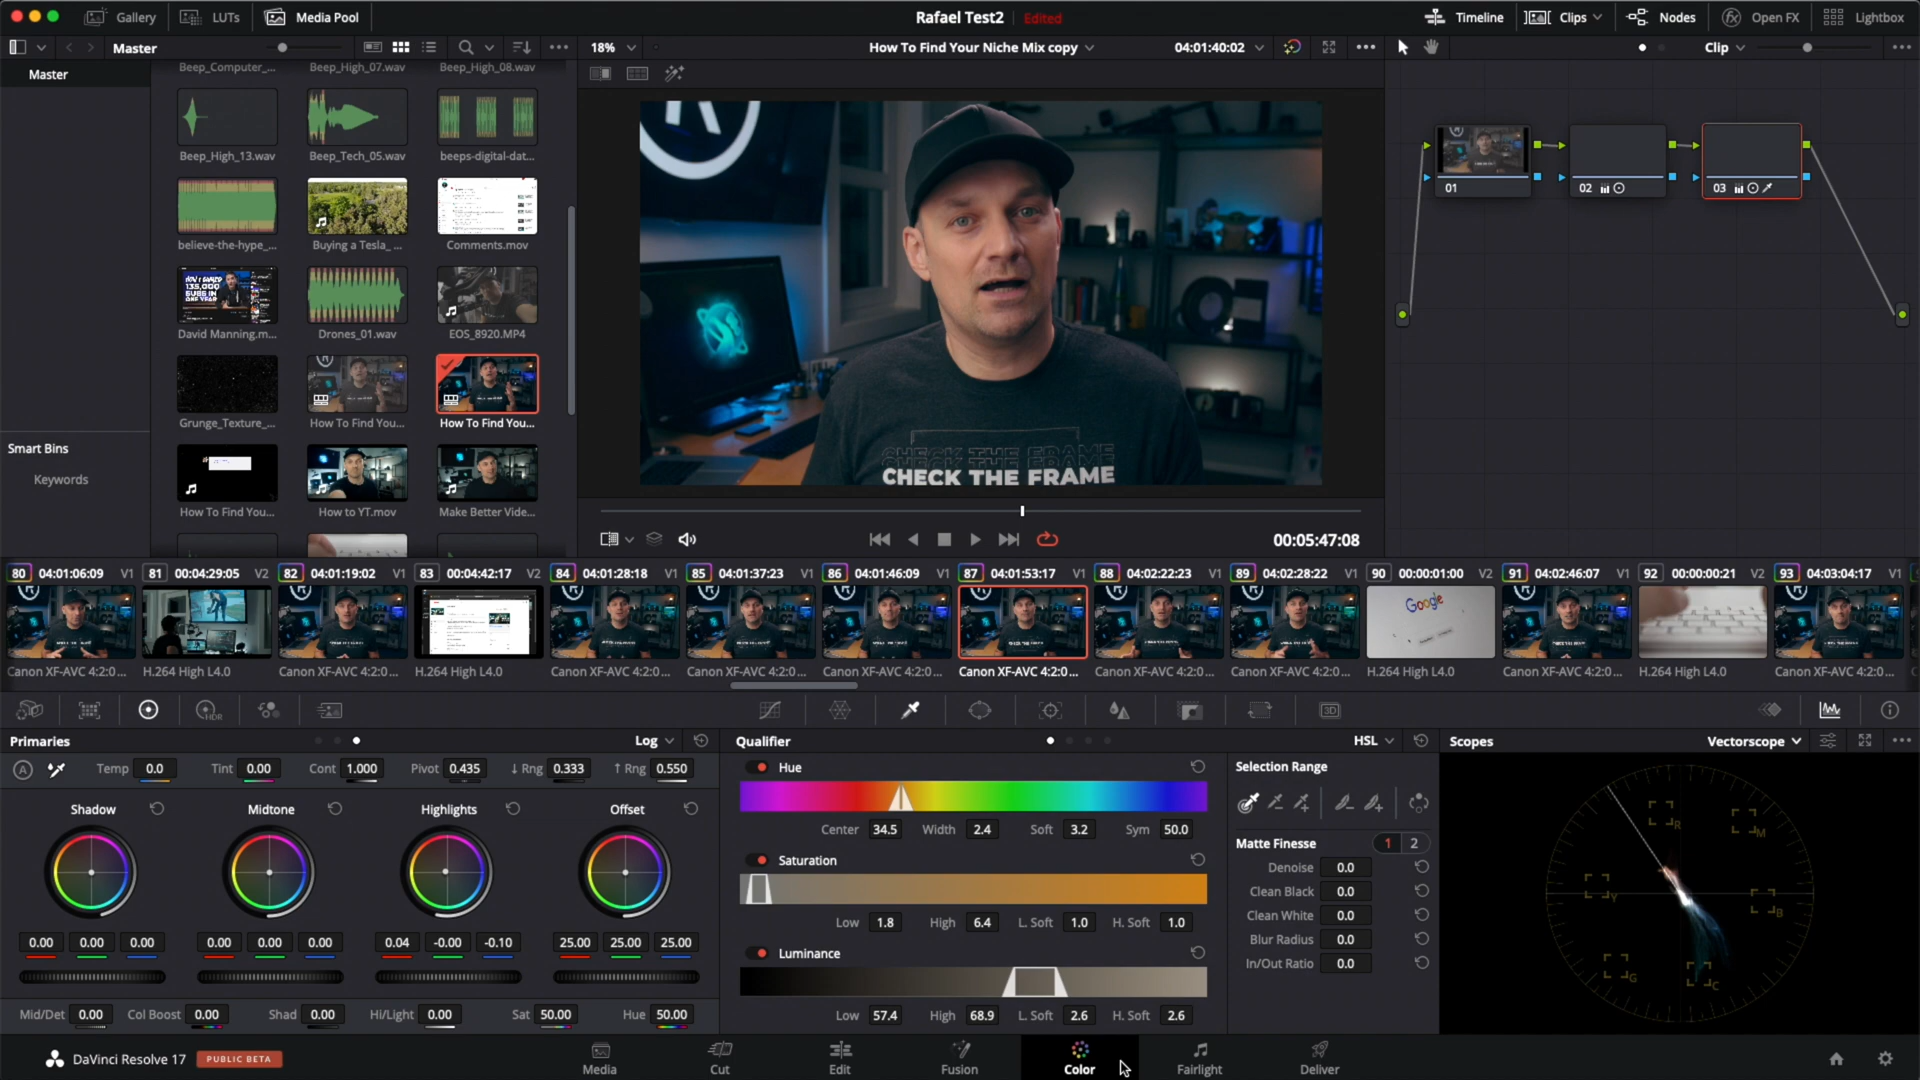 Gallery LUTs Media Pool Rafael Test2 Edited Timeline Clips Nodes Open FX Lightbox
Master 18% How To Find Your Niche Mix copy 04:01:40:02 Clip
Master
Smart Bins
Keywords
Beep_Computer_... Beep_High_07.wav Beep_High_08.wav
Beep_High_13.wav Beep_Tech_05.wav beeps-digital-dat...
believe-the-hype_... Buying a Tesla_ ... Comments.mov
David Manning.m... Drones_01.wav EOS_8920.MP4
Grunge_Texture_... How To Find You... How To Find You...
How To Find You... How to YT.mov Make Better Vide...
CHECK THE FRAME
01 02 03
00:05:47:08
80 04:01:06:09 V1 81 00:04:29:05 V2 82 04:01:19:02 V1 83 00:04:42:17 V2 84 04:01:28:18 V1 85 04:01:37:23 V1 86 04:01:46:09 V1 87 04:01:53:17 V1 88 04:02:22:23 V1 89 04:02:28:22 V1 90 00:00:01:00 V2 91 04:02:46:07 V1 92 00:00:00:21 V2 93 04:03:04:17 V1
Google
Canon XF-AVC 4:2:0... H.264 High L4.0 Canon XF-AVC 4:2:0... H.264 High L4.0 Canon XF-AVC 4:2:0... Canon XF-AVC 4:2:0... Canon XF-AVC 4:2:0... Canon XF-AVC 4:2:0... Canon XF-AVC 4:2:0... Canon XF-AVC 4:2:0... H.264 High L4.0 Canon XF-AVC 4:2:0... H.264 High L4.0 Canon XF-AVC 4:2:0...
HDR 3D
Primaries Log
A Temp 0.0 Tint 0.00 Cont 1.000 Pivot 0.435 ↓ Rng 0.333 ↑ Rng 0.550
Shadow Midtone Highlights Offset
0.00 0.00 0.00 0.00 0.00 0.00 0.04 -0.00 -0.10 25.00 25.00 25.00
Mid/Det 0.00 Col Boost 0.00 Shad 0.00 Hi/Light 0.00 Sat 50.00 Hue 50.00
Qualifier HSL
Hue
Center 34.5 Width 2.4 Soft 3.2 Sym 50.0
Saturation
Low 1.8 High 6.4 L. Soft 1.0 H. Soft 1.0
Luminance
Low 57.4 High 68.9 L. Soft 2.6 H. Soft 2.6
Selection Range
Matte Finesse 1 2
Denoise 0.0
Clean Black 0.0
Clean White 0.0
Blur Radius 0.0
In/Out Ratio 0.0
Scopes Vectorscope
R M
Y B
G C
DaVinci Resolve 17 PUBLIC BETA Media Cut Edit Fusion Color Fairlight Deliver